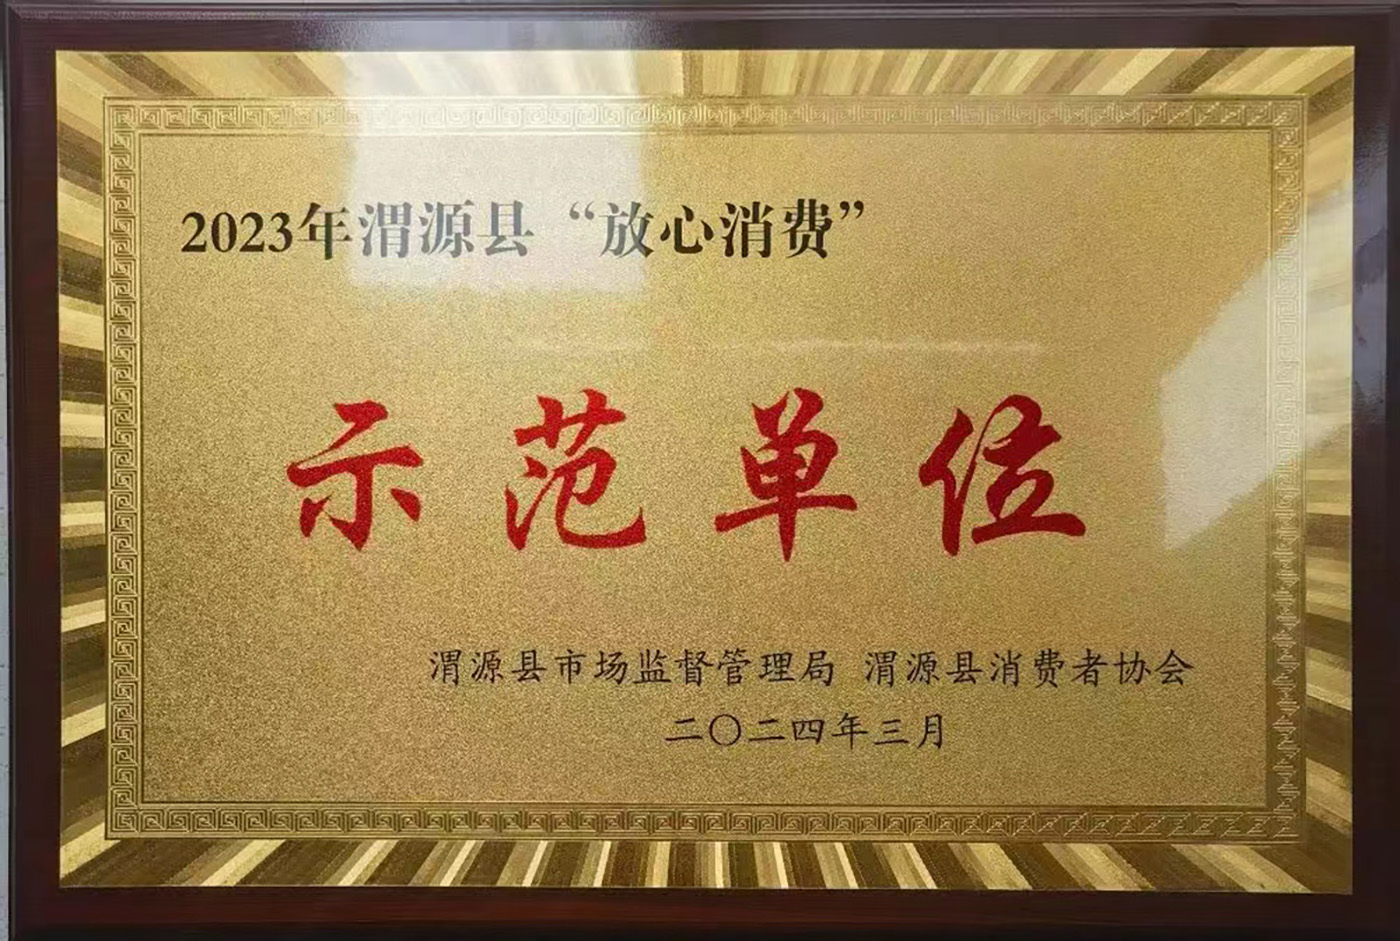 2023年渭源县“放心消费”
示范单位
渭源县市场监督管理局 渭源县消费者协会
二〇二四年三月